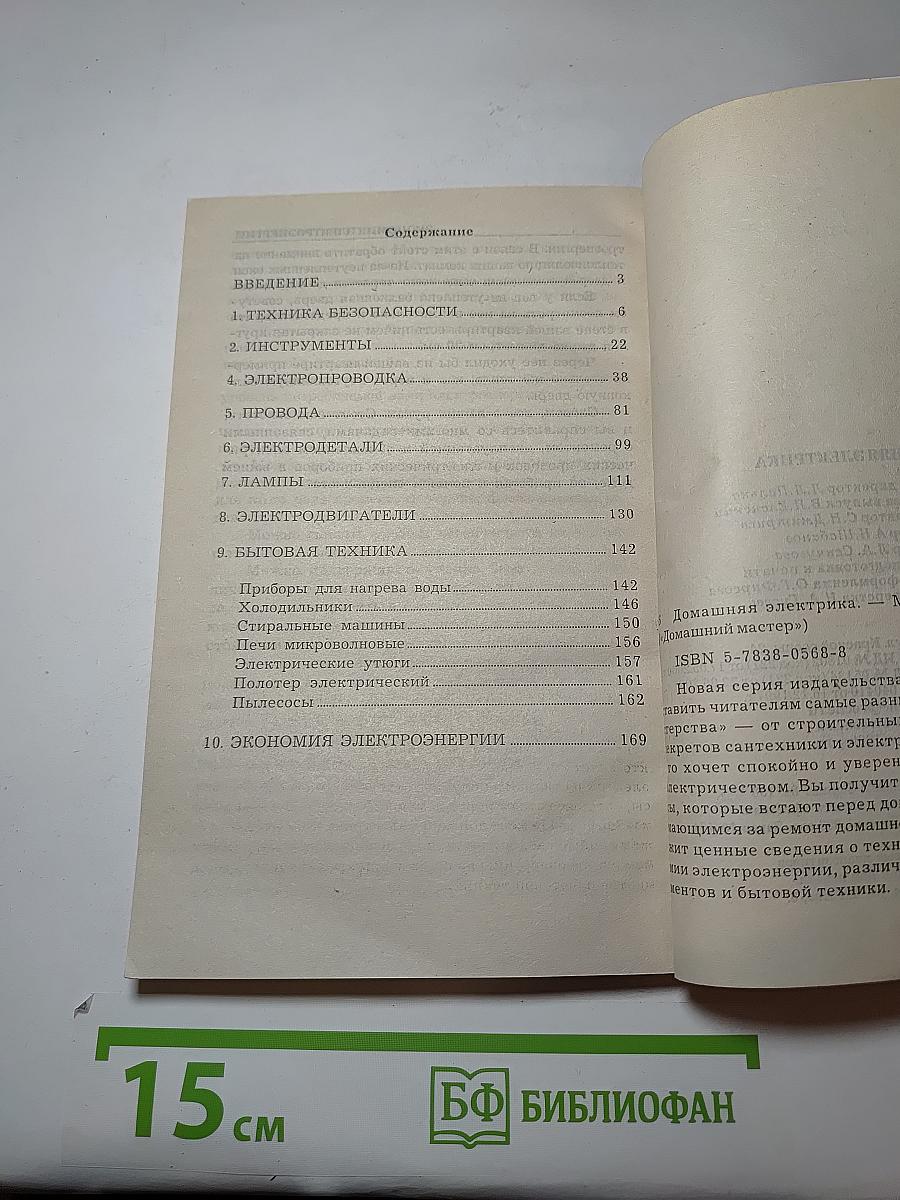 Содержание
ВВЕДЕНИЕ 3
1. ТЕХНИКА БЕЗОПАСНОСТИ 6
2. ИНСТРУМЕНТЫ 22
4. ЭЛЕКТРОПРОВОДКА 38
5. ПРОВОДА 81
6. ЭЛЕКТРОДЕТАЛИ 99
7. ЛАМПЫ 111
8. ЭЛЕКТРОДВИГАТЕЛИ 130
9. БЫТОВАЯ ТЕХНИКА 142
Приборы для нагрева воды 142
Холодильники 146
Стиральные машины 150
Печи микроволновые 156
Электрические утюги 157
Полотер электрический 161
Пылесосы 162
10. ЭКОНОМИЯ ЭЛЕКТРОЭНЕРГИИ 169
Домашняя электрика. — М
«Домашний мастер»)
ISBN 5-7838-0568-8
Новая серия издательства
тавить читателям самые разн
терства» — от строительны
екретов сантехники и электр
то хочет спокойно и уверен
лектричеством. Вы получит
ы, которые встают перед до
мающимся за ремонт домашн
жит ценные сведения о техн
мии электроэнергии, различ
ментов и бытовой техники.
15 см
БФ БИБЛИОФАН